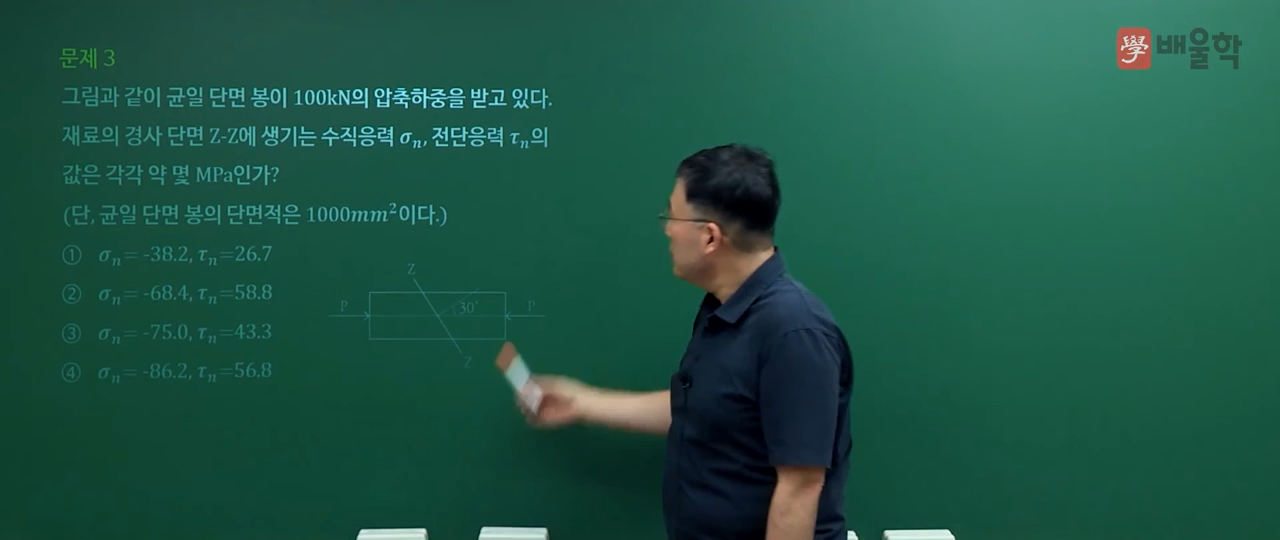 學 배울학
문제 3
그림과 같이 균일 단면 봉이 100kN의 압축하중을 받고 있다.
재료의 경사 단면 Z-Z에 생기는 수직응력 σₙ, 전단응력 τₙ의
값은 각각 약 몇 MPa인가?
(단, 균일 단면 봉의 단면적은 1000mm²이다.)
① σₙ= -38.2, τₙ=26.7
② σₙ= -68.4, τₙ=58.8
③ σₙ= -75.0, τₙ=43.3
④ σₙ= -86.2, τₙ=56.8
Z
P 30° P
Z